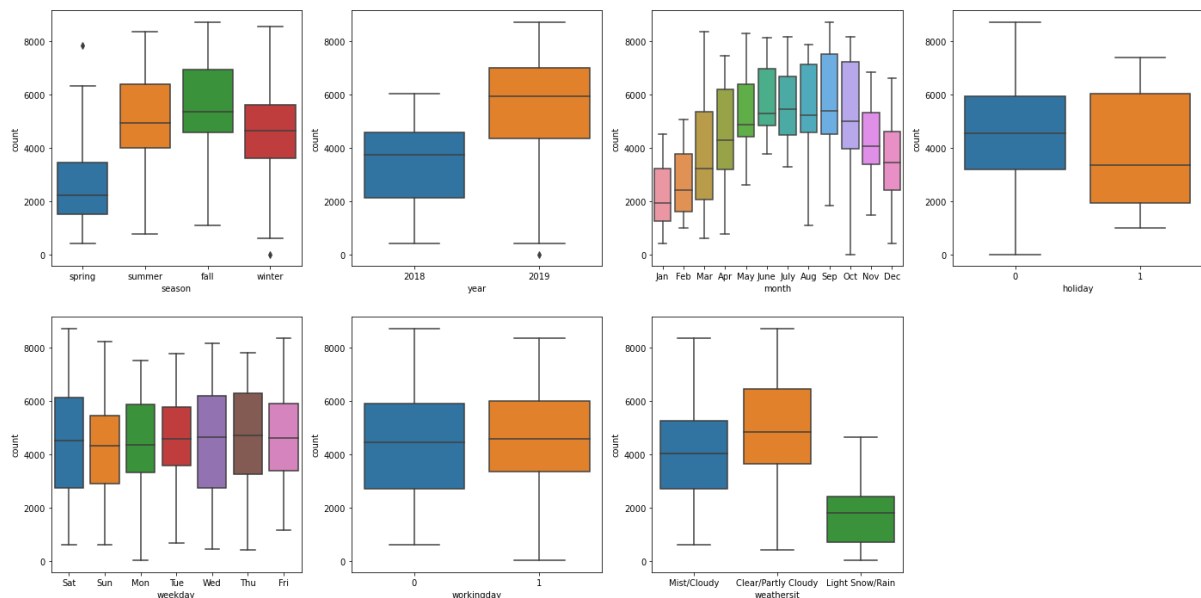 count
8000
6000
4000
2000
0
spring summer fall winter
season
count
8000
6000
4000
2000
0
2018 2019
year
count
8000
6000
4000
2000
0
Jan Feb Mar Apr May June July Aug Sep Oct Nov Dec
month
count
8000
6000
4000
2000
0
0 1
holiday
count
8000
6000
4000
2000
0
Sat Sun Mon Tue Wed Thu Fri
weekday
count
8000
6000
4000
2000
0
0 1
workingday
count
8000
6000
4000
2000
0
Mist/Cloudy Clear/Partly Cloudy Light Snow/Rain
weathersit